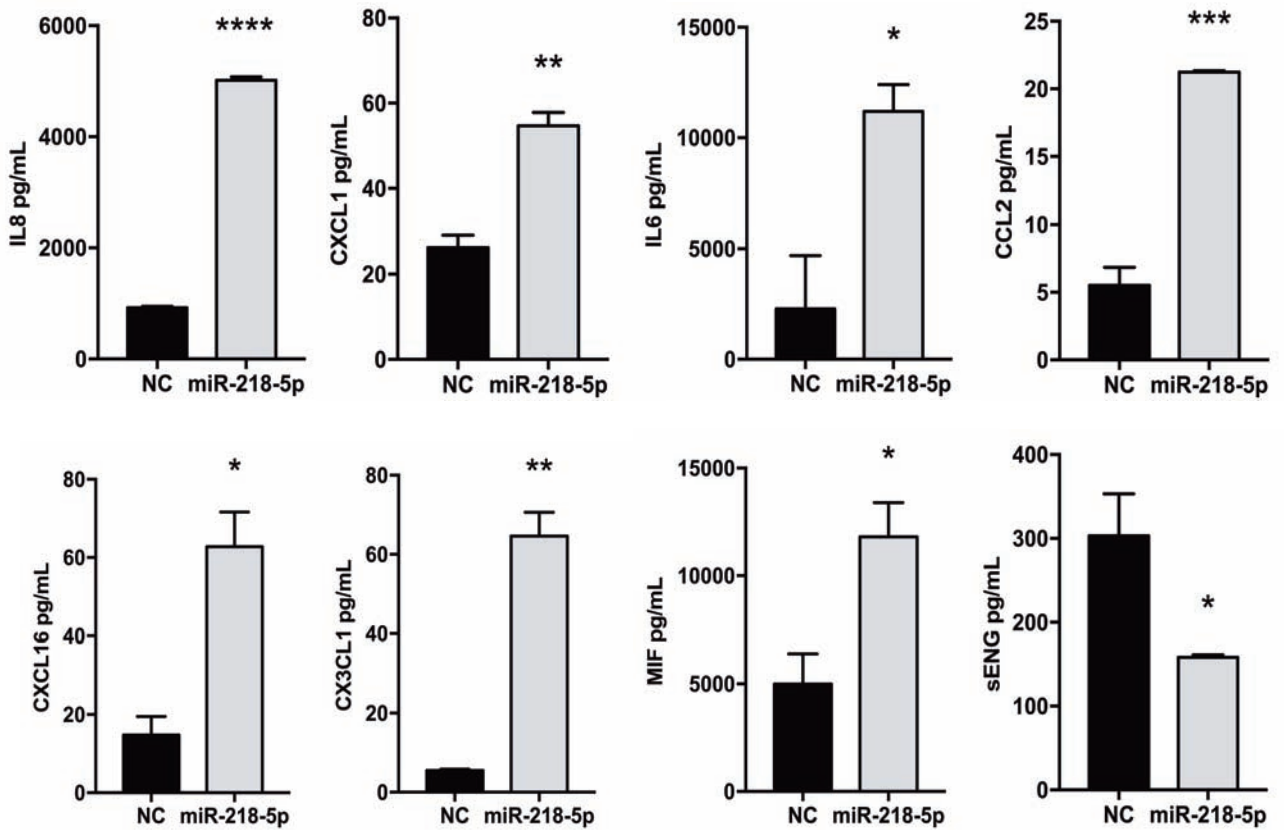 IL8 pg/mL
6000
4000
2000
0
****
NC miR-218-5p
CXCL1 pg/mL
80
60
40
20
0
**
NC miR-218-5p
IL6 pg/mL
15000
10000
5000
0
*
NC miR-218-5p
CCL2 pg/mL
25
20
15
10
5
0
***
NC miR-218-5p
CXCL16 pg/mL
80
60
40
20
0
*
NC miR-218-5p
CX3CL1 pg/mL
80
60
40
20
0
**
NC miR-218-5p
MIF pg/mL
15000
10000
5000
0
*
NC miR-218-5p
sENG pg/mL
400
300
200
100
0
*
NC miR-218-5p